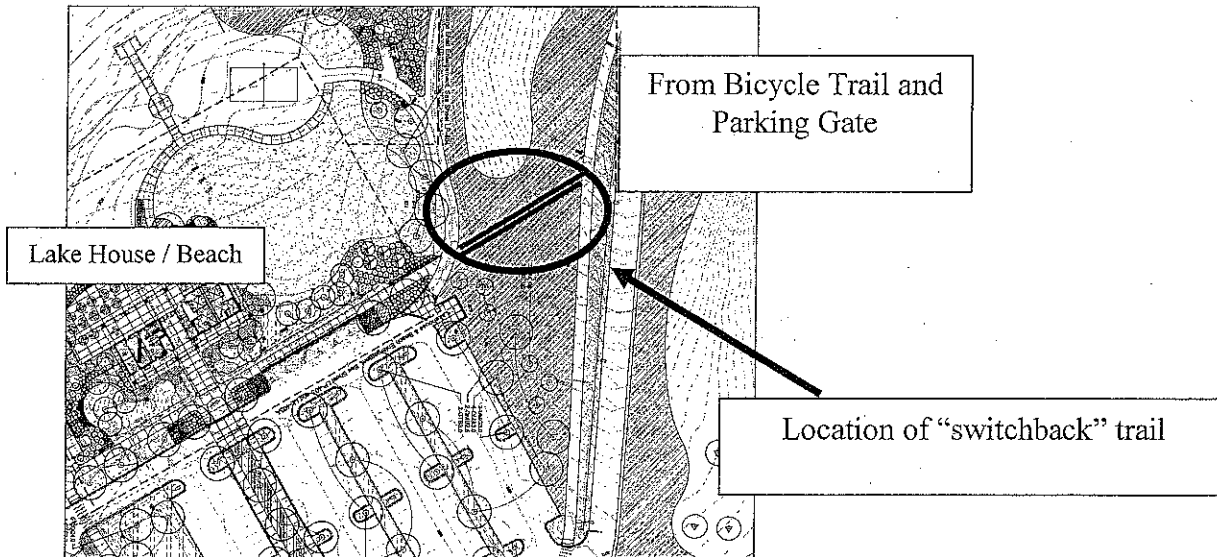 From Bicycle Trail and
Parking Gate
Lake House / Beach
Location of “switchback” trail